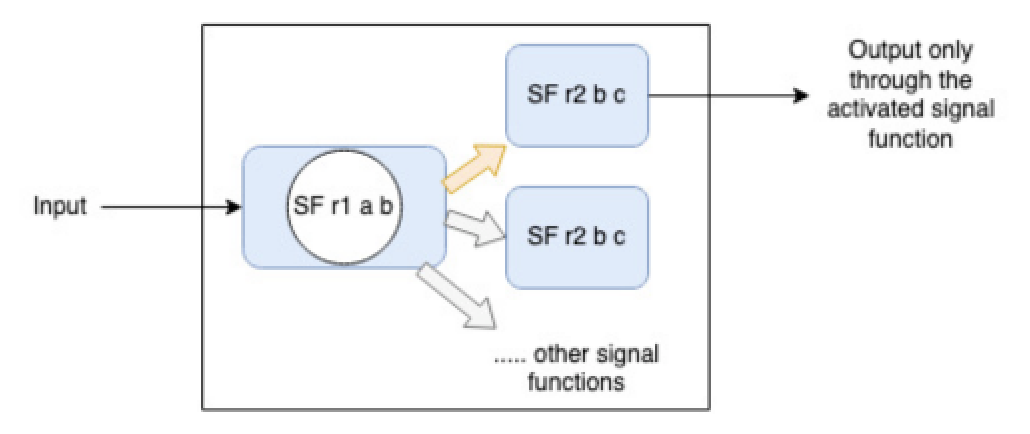 Input
SF r1 a b
SF r2 b c
SF r2 b c
..... other signal
functions
Output only
through the
activated signal
function